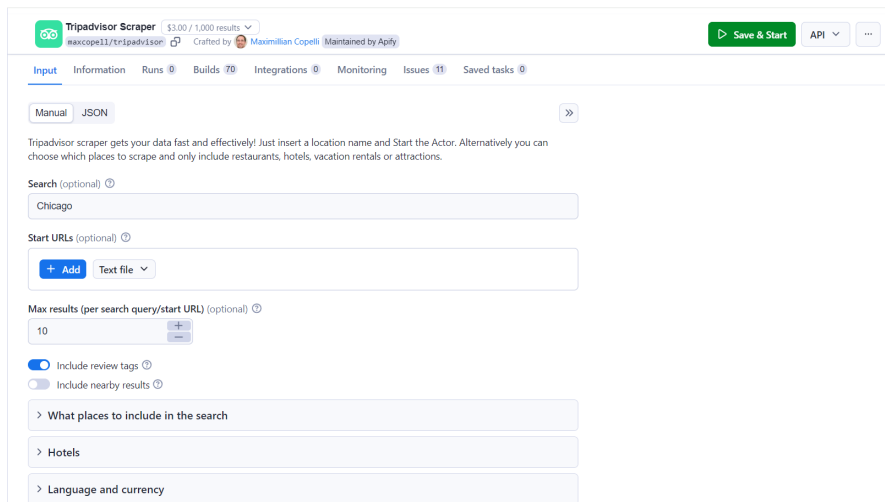 Tripadvisor Scraper $3.00 / 1,000 results
maxcopell/tripadvisor Crafted by Maximillian Copelli Maintained by Apify
Save & Start API ...
Input Information Runs 0 Builds 70 Integrations 0 Monitoring Issues 11 Saved tasks 0
Manual JSON
Tripadvisor scraper gets your data fast and effectively! Just insert a location name and Start the Actor. Alternatively you can
choose which places to scrape and only include restaurants, hotels, vacation rentals or attractions.
Search (optional)
Chicago
Start URLs (optional)
+ Add Text file
Max results (per search query/start URL) (optional)
10
Include review tags
Include nearby results
What places to include in the search
Hotels
Language and currency